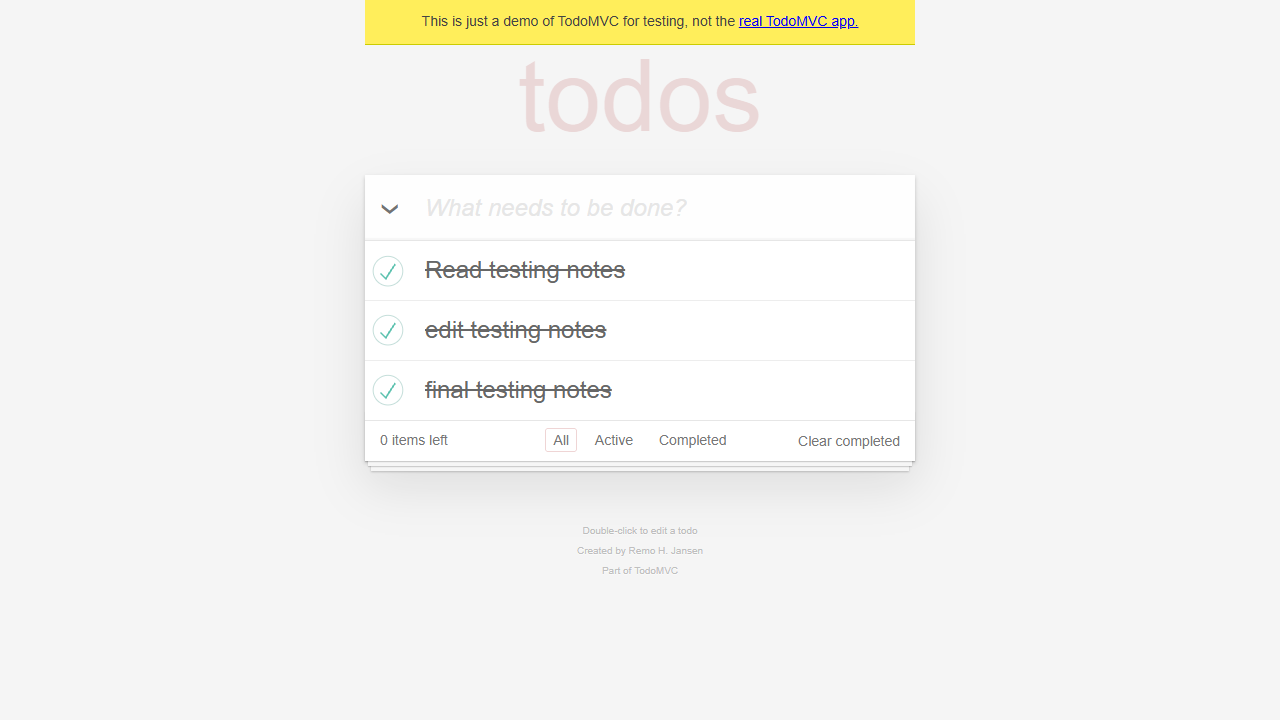 This is just a demo of TodoMVC for testing, not the real TodoMVC app.
todos
What needs to be done?
Read testing notes
edit testing notes
final testing notes
0 items left All Active Completed Clear completed
Double-click to edit a todo
Created by Remo H. Jansen
Part of TodoMVC